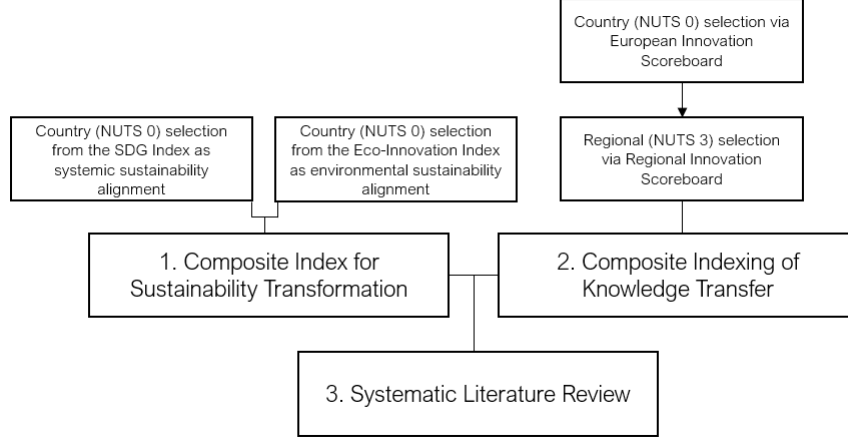 Country (NUTS 0) selection via
European Innovation
Scoreboard
Country (NUTS 0) selection
from the SDG Index as
systemic sustainability
alignment
Country (NUTS 0) selection
from the Eco-Innovation Index
as environmental sustainability
alignment
Regional (NUTS 3) selection
via Regional Innovation
Scoreboard
1. Composite Index for
Sustainability Transformation
2. Composite Indexing of
Knowledge Transfer
3. Systematic Literature Review